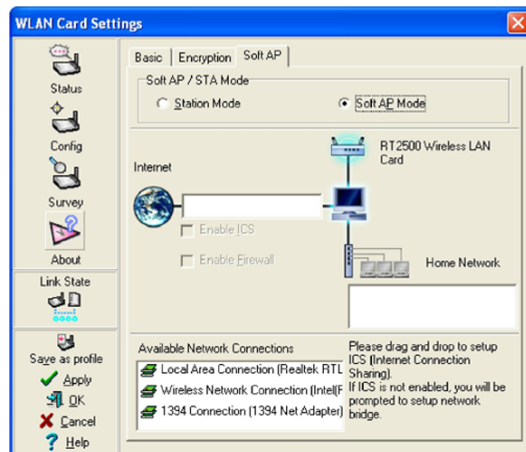 WLAN Card Settings
Status
Config
Survey
About
Link State
Save as profile
Apply
OK
Cancel
Help
Basic
Encryption
Soft AP
Soft AP / STA Mode
Station Mode
Soft AP Mode
RT2500 Wireless LAN
Card
Internet
Enable ICS
Enable Firewall
Home Network
Available Network Connections
Local Area Connection (Realtek RTL
Wireless Network Connection (Intel(F
1394 Connection (1394 Net Adapter)
Please drag and drop to setup
ICS (Internet Connection
Sharing).
If ICS is not enabled, you will be
prompted to setup network
bridge.